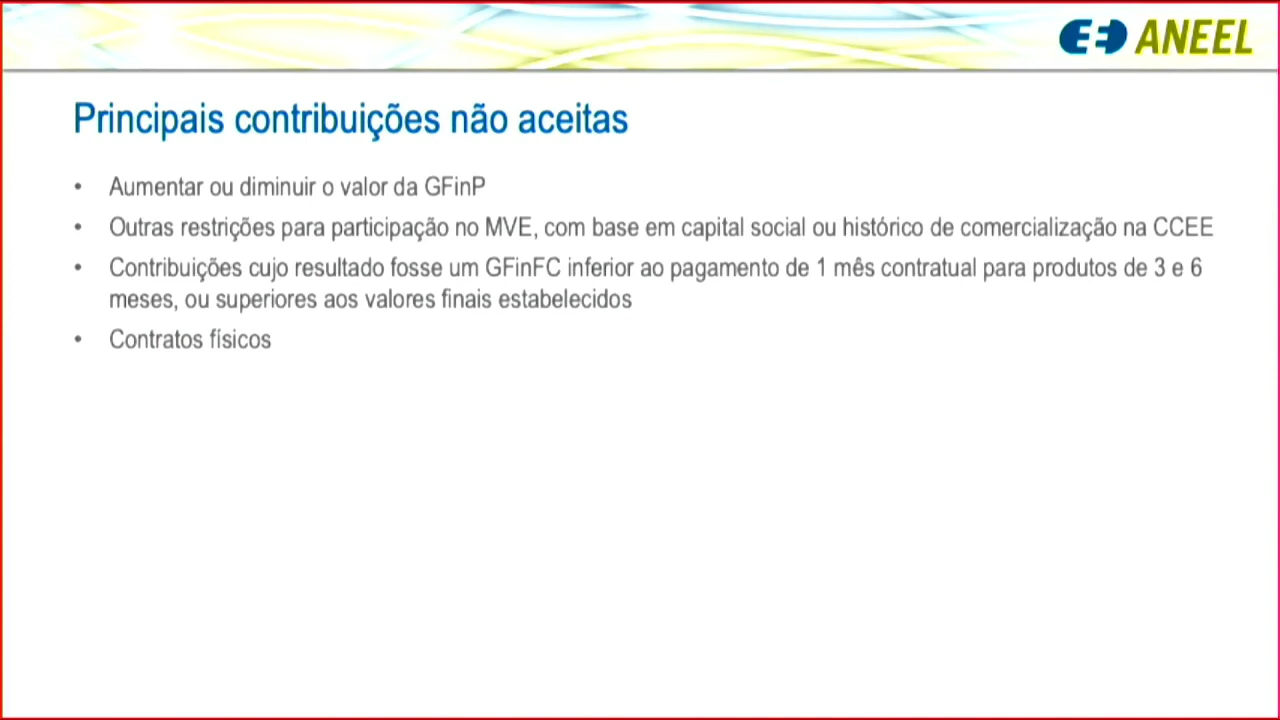 ANEEL
Principais contribuições não aceitas
• Aumentar ou diminuir o valor da GFinP
• Outras restrições para participação no MVE, com base em capital social ou histórico de comercialização na CCEE
• Contribuições cujo resultado fosse um GFinFC inferior ao pagamento de 1 mês contratual para produtos de 3 e 6
meses, ou superiores aos valores finais estabelecidos
• Contratos físicos